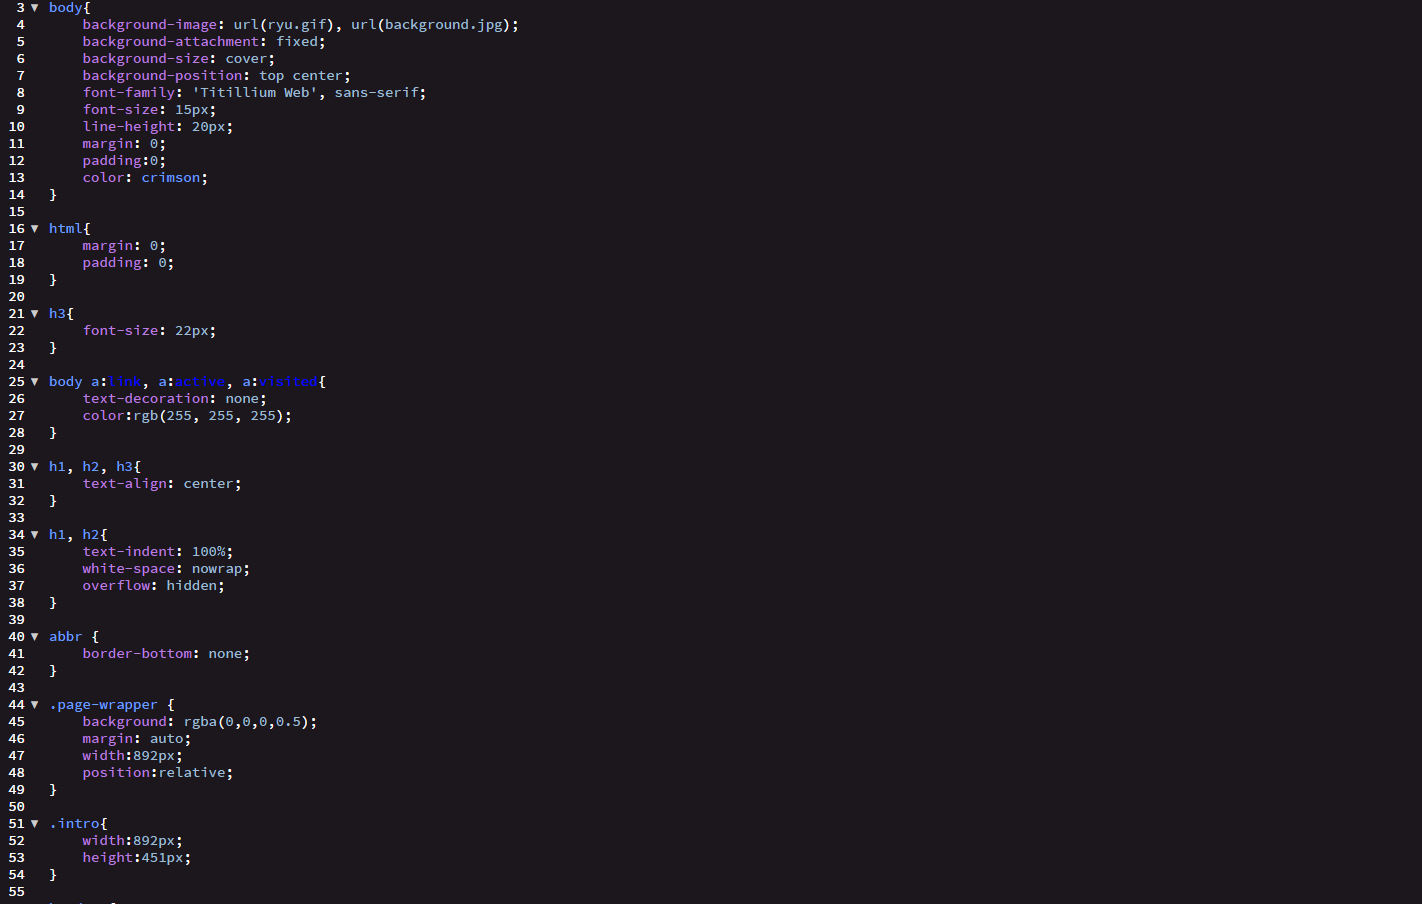 3 ▼ body{
4 background-image: url(ryu.gif), url(background.jpg);
5 background-attachment: fixed;
6 background-size: cover;
7 background-position: top center;
8 font-family: 'Titillium Web', sans-serif;
9 font-size: 15px;
10 line-height: 20px;
11 margin: 0;
12 padding:0;
13 color: crimson;
14 }
15
16 ▼ html{
17 margin: 0;
18 padding: 0;
19 }
20
21 ▼ h3{
22 font-size: 22px;
23 }
24
25 ▼ body a:link, a:active, a:visited{
26 text-decoration: none;
27 color:rgb(255, 255, 255);
28 }
29
30 ▼ h1, h2, h3{
31 text-align: center;
32 }
33
34 ▼ h1, h2{
35 text-indent: 100%;
36 white-space: nowrap;
37 overflow: hidden;
38 }
39
40 ▼ abbr {
41 border-bottom: none;
42 }
43
44 ▼ .page-wrapper {
45 background: rgba(0,0,0,0.5);
46 margin: auto;
47 width:892px;
48 position:relative;
49 }
50
51 ▼ .intro{
52 width:892px;
53 height:451px;
54 }
55